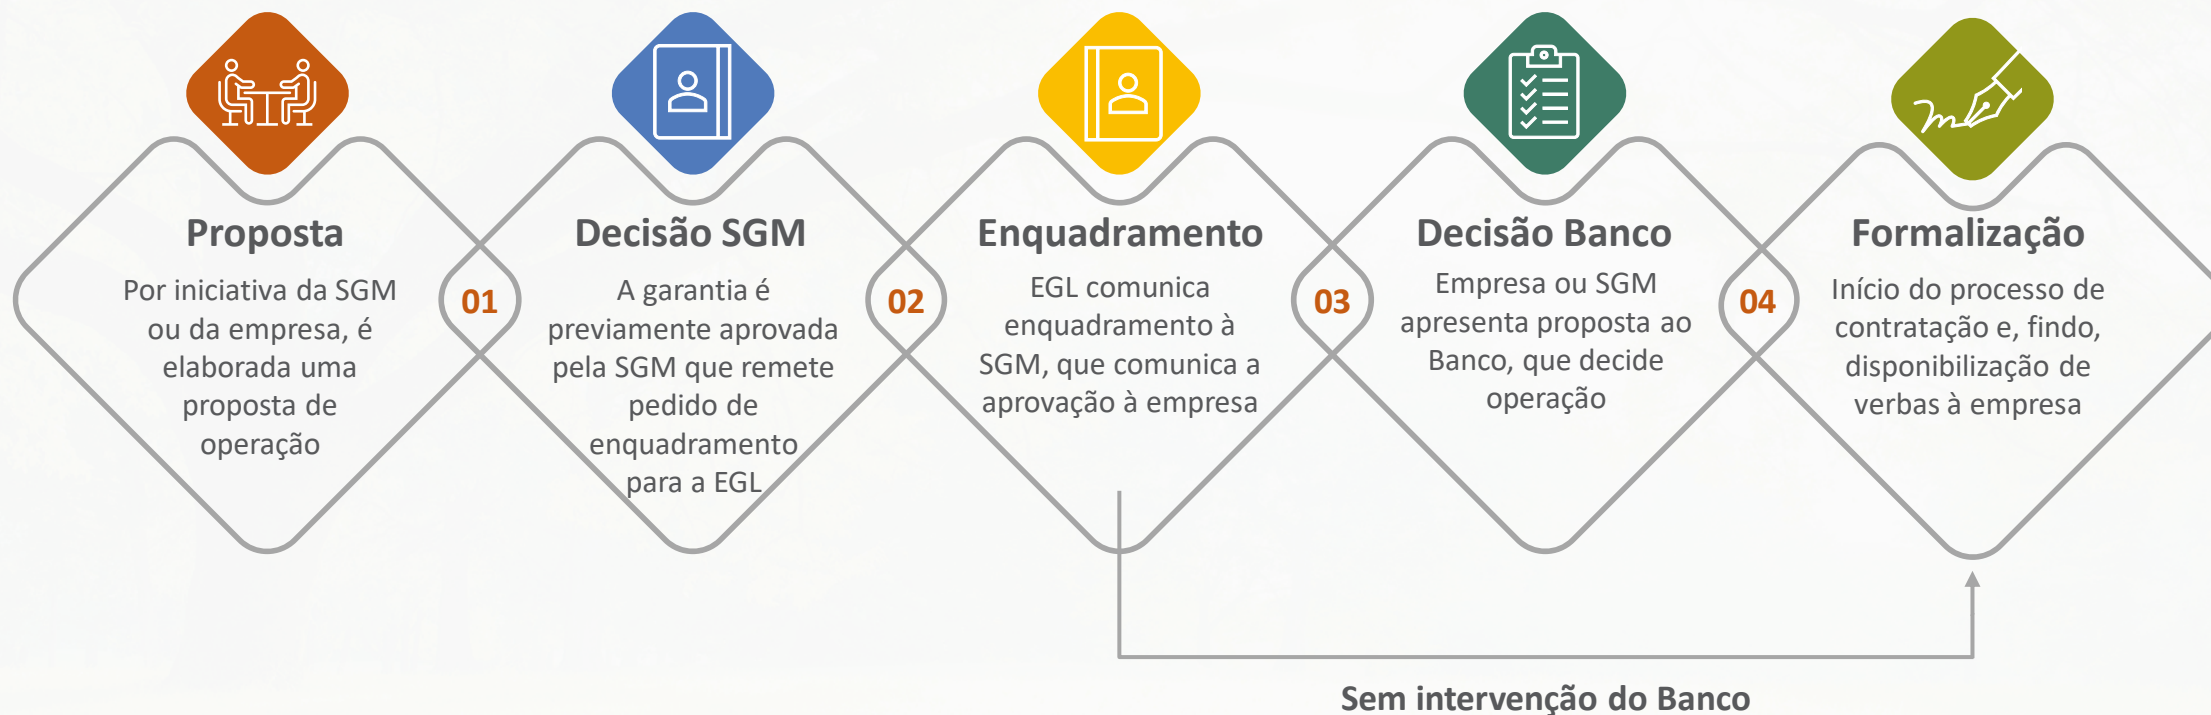 Proposta
Por iniciativa da SGM
ou da empresa, é
elaborada uma
proposta de
operação
01
Decisão SGM
A garantia é
previamente aprovada
pela SGM que remete
pedido de
enquadramento
para a EGL
02
Enquadramento
EGL comunica
enquadramento à
SGM, que comunica a
aprovação à empresa
03
Decisão Banco
Empresa ou SGM
apresenta proposta ao
Banco, que decide
operação
04
Formalização
Início do processo de
contratação e, findo,
disponibilização de
verbas à empresa
Sem intervenção do Banco